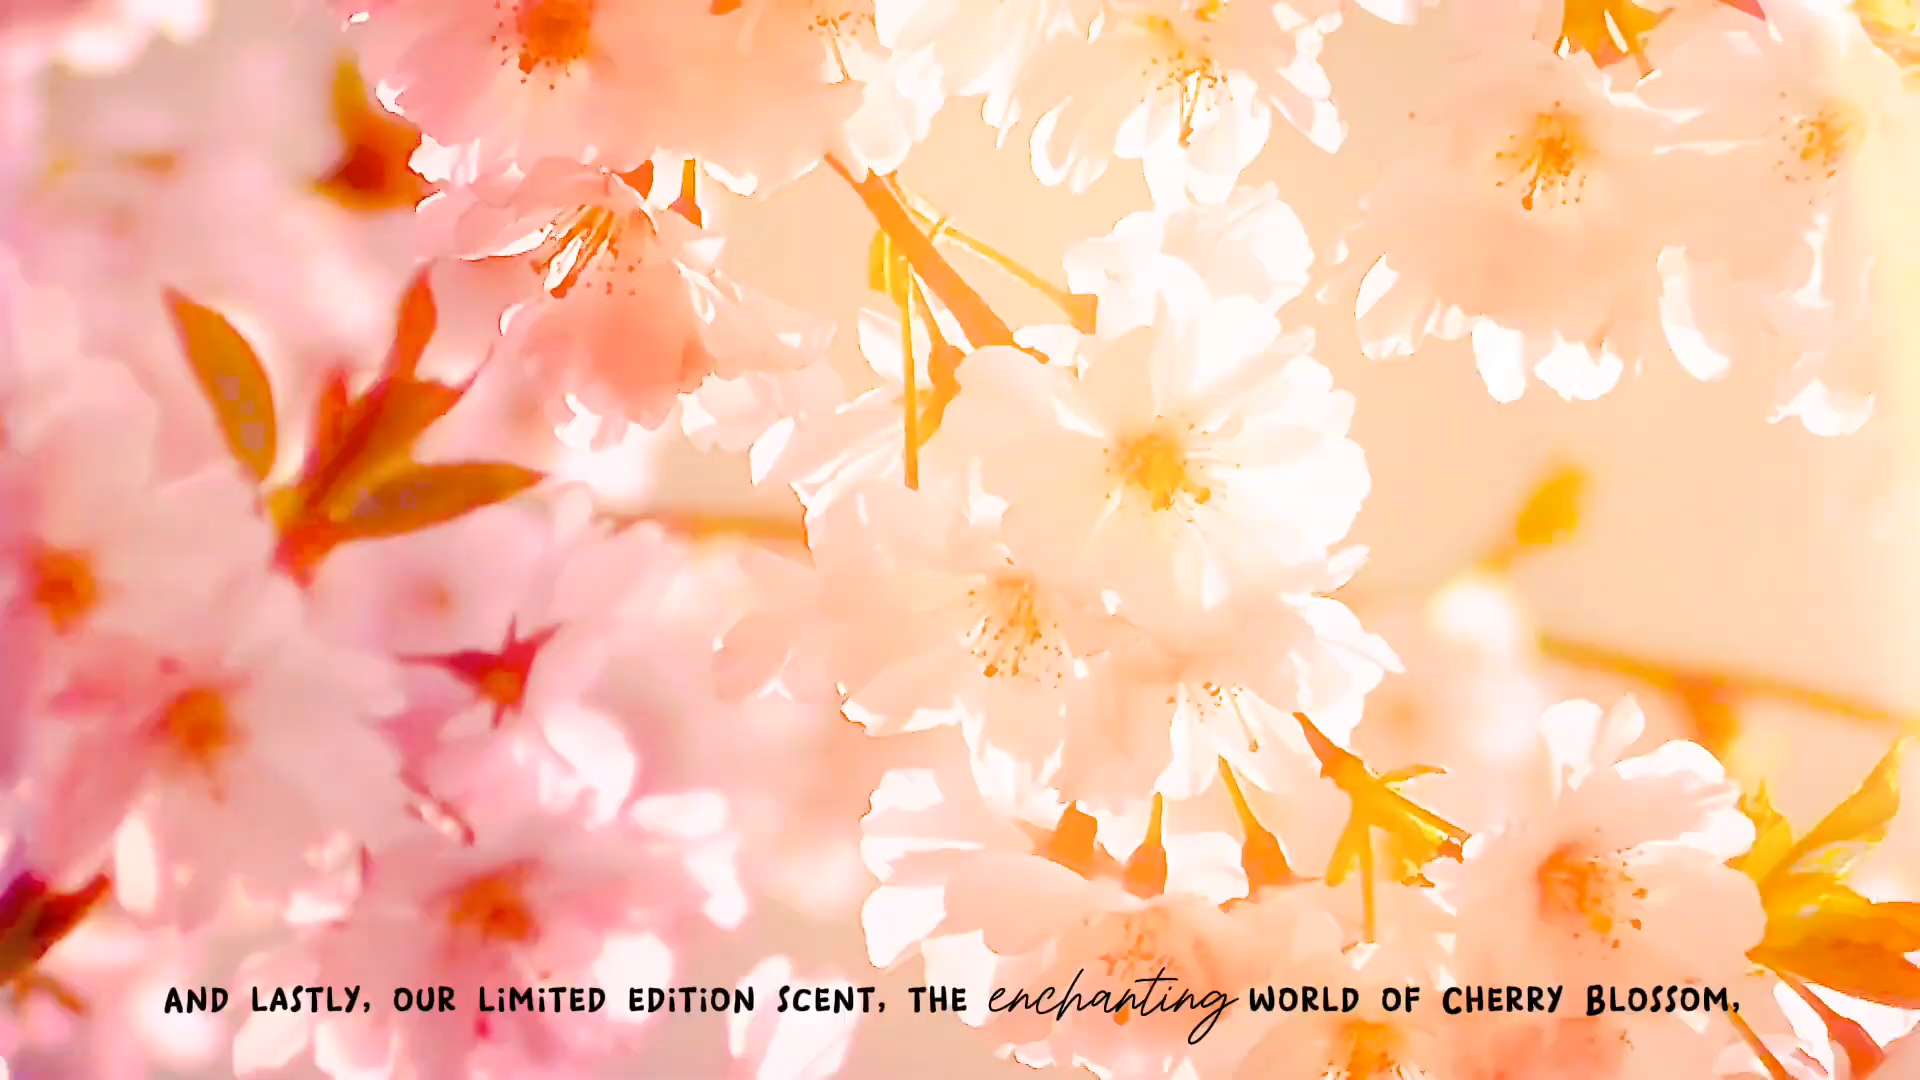 AND LASTLY, OUR LiMiTED EDiTiON SCENT, THE enchanting WORLD OF CHERRY BLOSSOM,